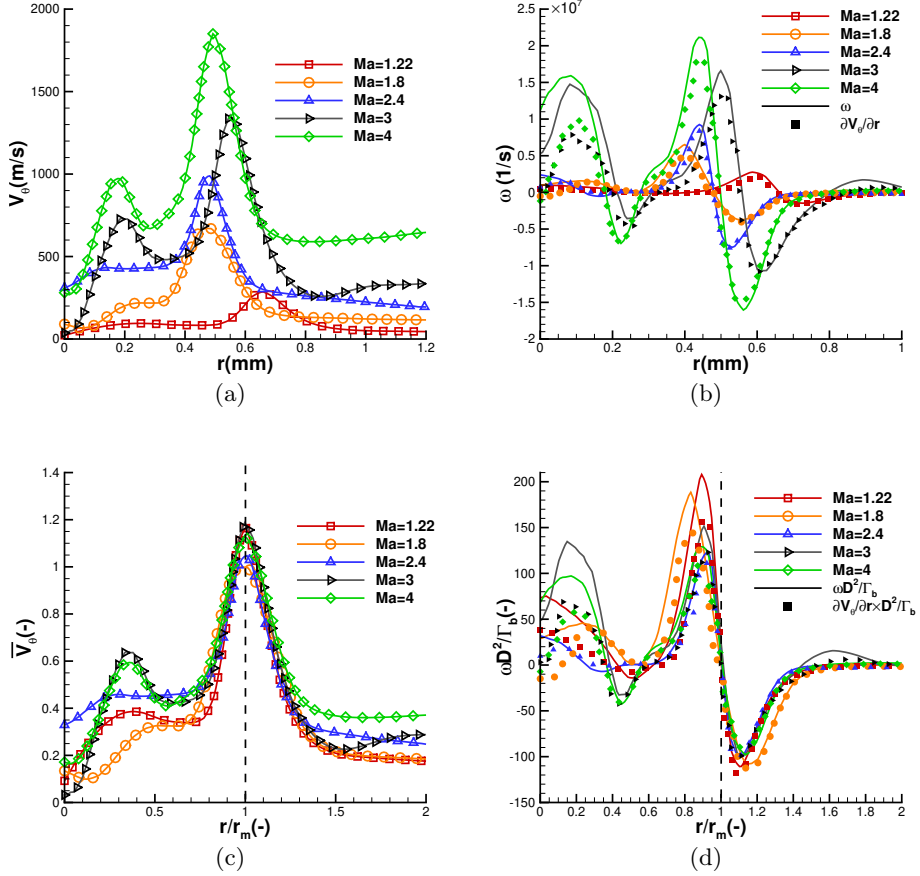 2000
1500
1000
500
0
V_θ(m/s)
0 0.2 0.4 0.6 0.8 1 1.2
r(mm)
Ma=1.22
Ma=1.8
Ma=2.4
Ma=3
Ma=4
(a)
×10^7
2.5
2
1.5
1
0.5
0
-0.5
-1
-1.5
-2
ω (1/s)
0 0.2 0.4 0.6 0.8 1
r(mm)
Ma=1.22
Ma=1.8
Ma=2.4
Ma=3
Ma=4
ω
∂V_θ/∂r
(b)
1.4
1.2
1
0.8
0.6
0.4
0.2
0
V̅_θ(-)
0 0.5 1 1.5 2
r/r_m(-)
Ma=1.22
Ma=1.8
Ma=2.4
Ma=3
Ma=4
(c)
200
150
100
50
0
-50
-100
-150
ωD²/Γ_b(-)
0 0.2 0.4 0.6 0.8 1 1.2 1.4 1.6 1.8 2
r/r_m(-)
Ma=1.22
Ma=1.8
Ma=2.4
Ma=3
Ma=4
ωD²/Γ_b
∂V_θ/∂r×D²/Γ_b
(d)